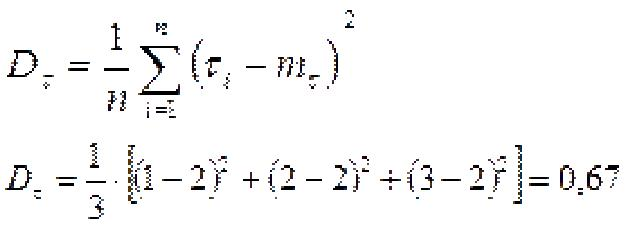 D_τ = 1/n ∑_{i=1}^{n} (τ_i − m_τ)^2
D_τ = 1/3 · [(1−2)^2 + (2−2)^2 + (3−2)^2] = 0,67